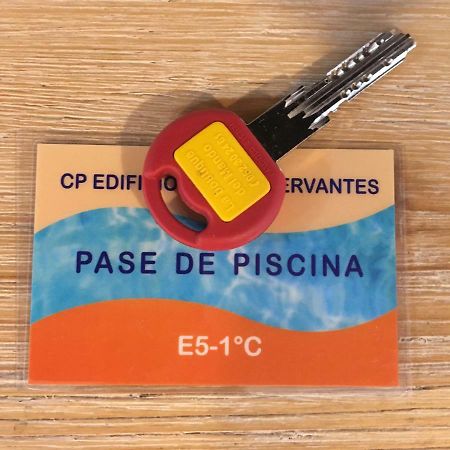 CP EDIFI ERVANTES
PASE DE PISCINA
E5-1°C